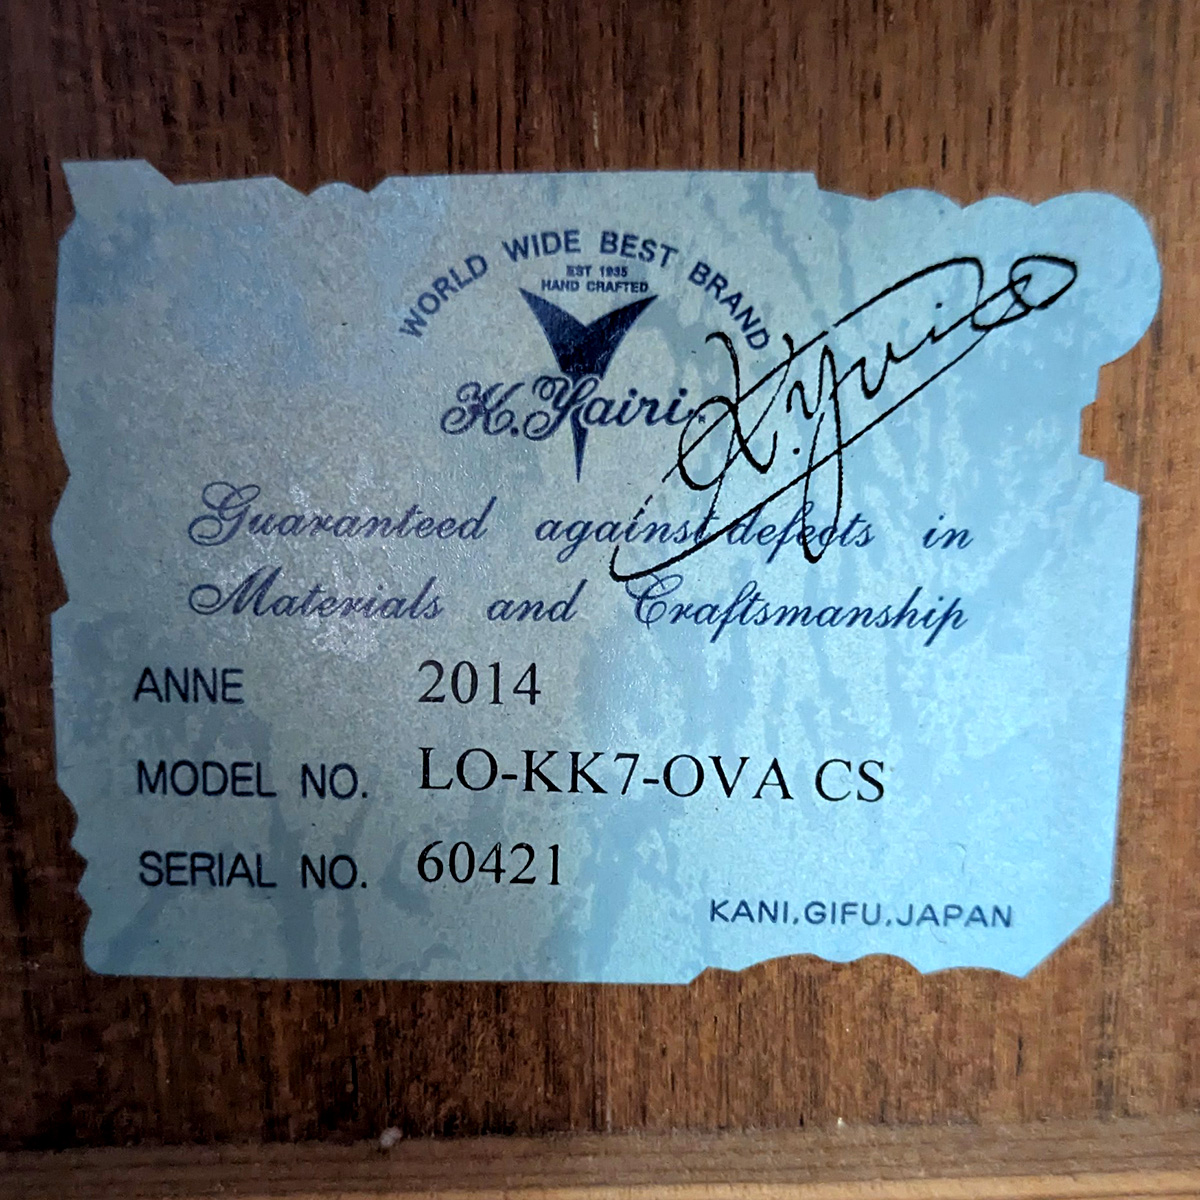 WORLD WIDE BEST BRAND
EST 1935
HAND CRAFTED
K. Yairi
K. Yairi
Guaranteed against defects in
Materials and Craftsmanship
ANNE 2014
MODEL NO. LO-KK7-OVA CS
SERIAL NO. 60421
KANI,GIFU,JAPAN